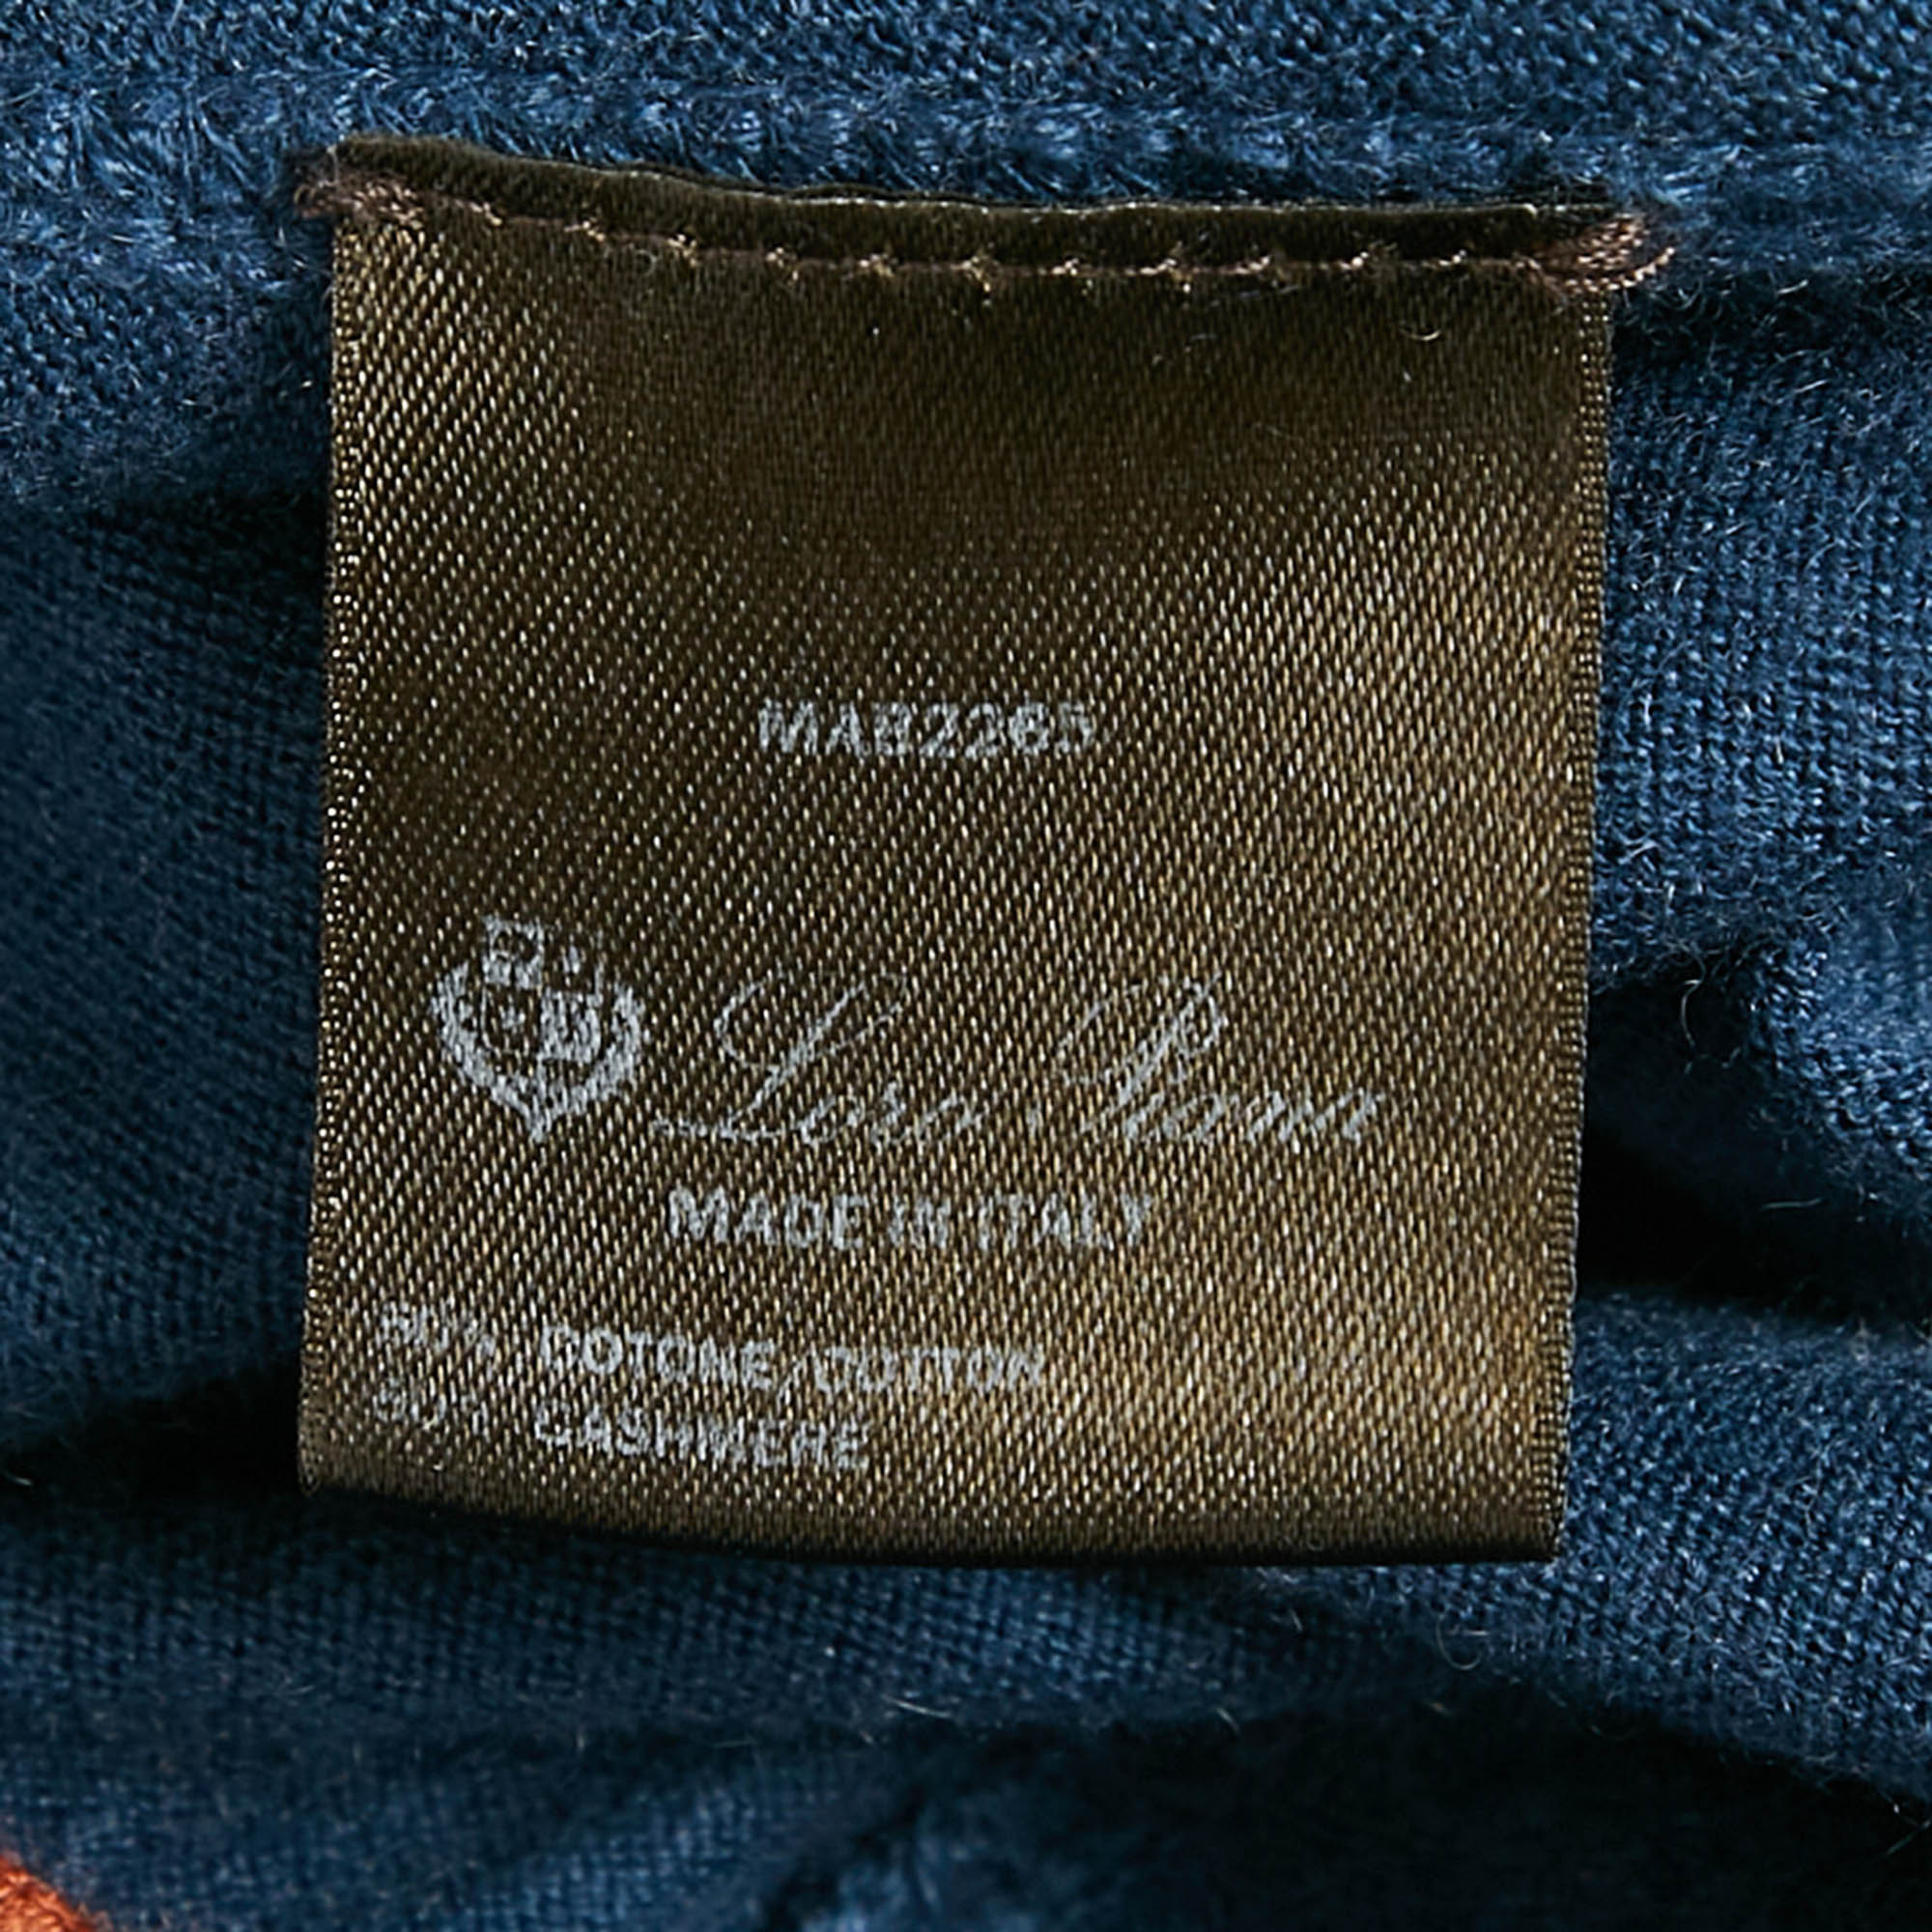 MAB2265
Loro Piana
MADE IN ITALY
COTONE/COTTON
CASHMERE